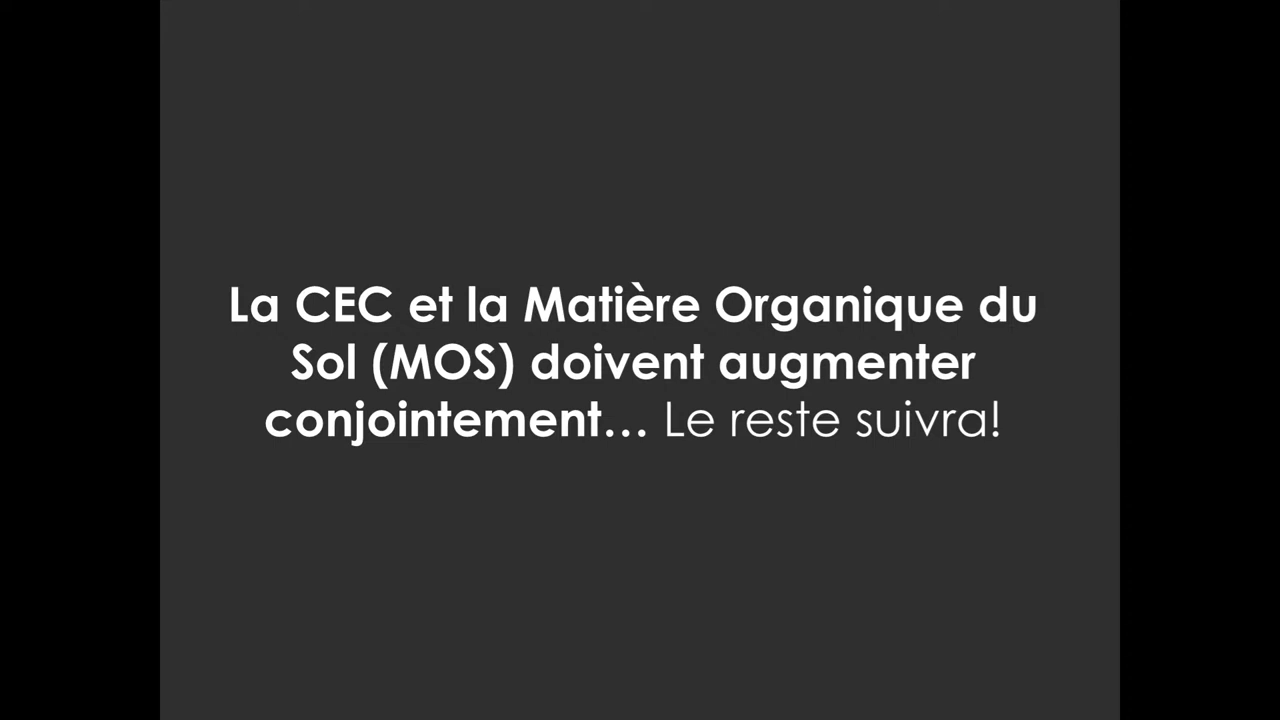 La CEC et la Matière Organique du
Sol (MOS) doivent augmenter
conjointement… Le reste suivra!